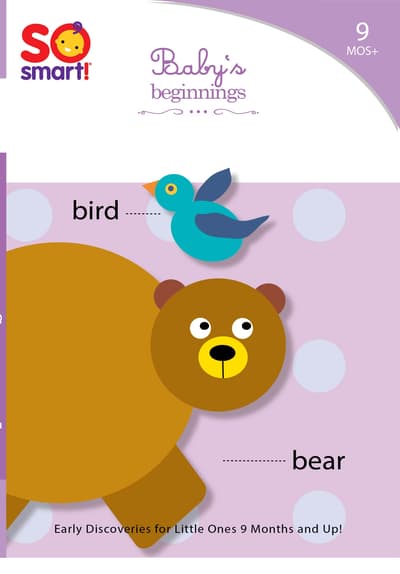 SO
smart!®
9
MOS+
Baby's
beginnings
bird
bear
Early Discoveries for Little Ones 9 Months and Up!